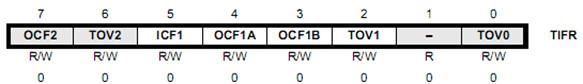 7 6 5 4 3 2 1 0
OCF2 TOV2 ICF1 OCF1A OCF1B TOV1 – TOV0 TIFR
R/W R/W R/W R/W R/W R/W R R/W
0 0 0 0 0 0 0 0